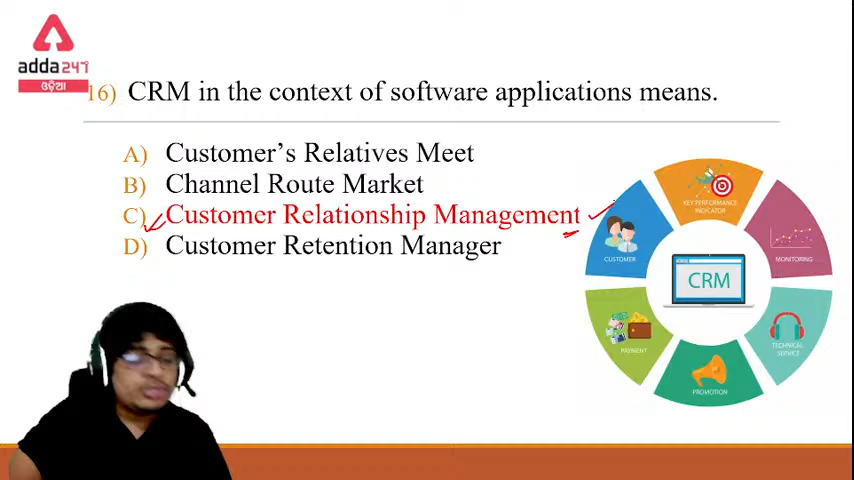 adda247
ଓଡ଼ିଆ
16) CRM in the context of software applications means.
A) Customer's Relatives Meet
B) Channel Route Market
C) Customer Relationship Management
D) Customer Retention Manager
KEY PERFORMANCE
INDICATOR
CUSTOMER
MONITORING
CRM
PAYMENT
TECHNICAL
SERVICE
PROMOTION